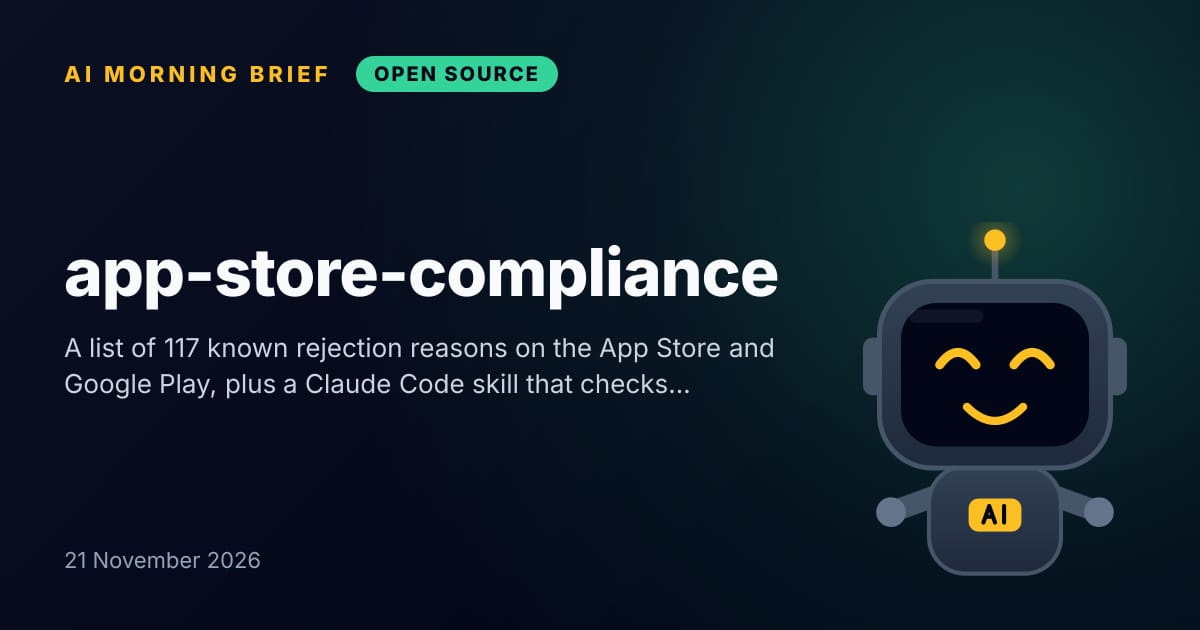 AI MORNING BRIEF
OPEN SOURCE
app-store-compliance
A list of 117 known rejection reasons on the App Store and
Google Play, plus a Claude Code skill that checks...
AI
21 November 2026